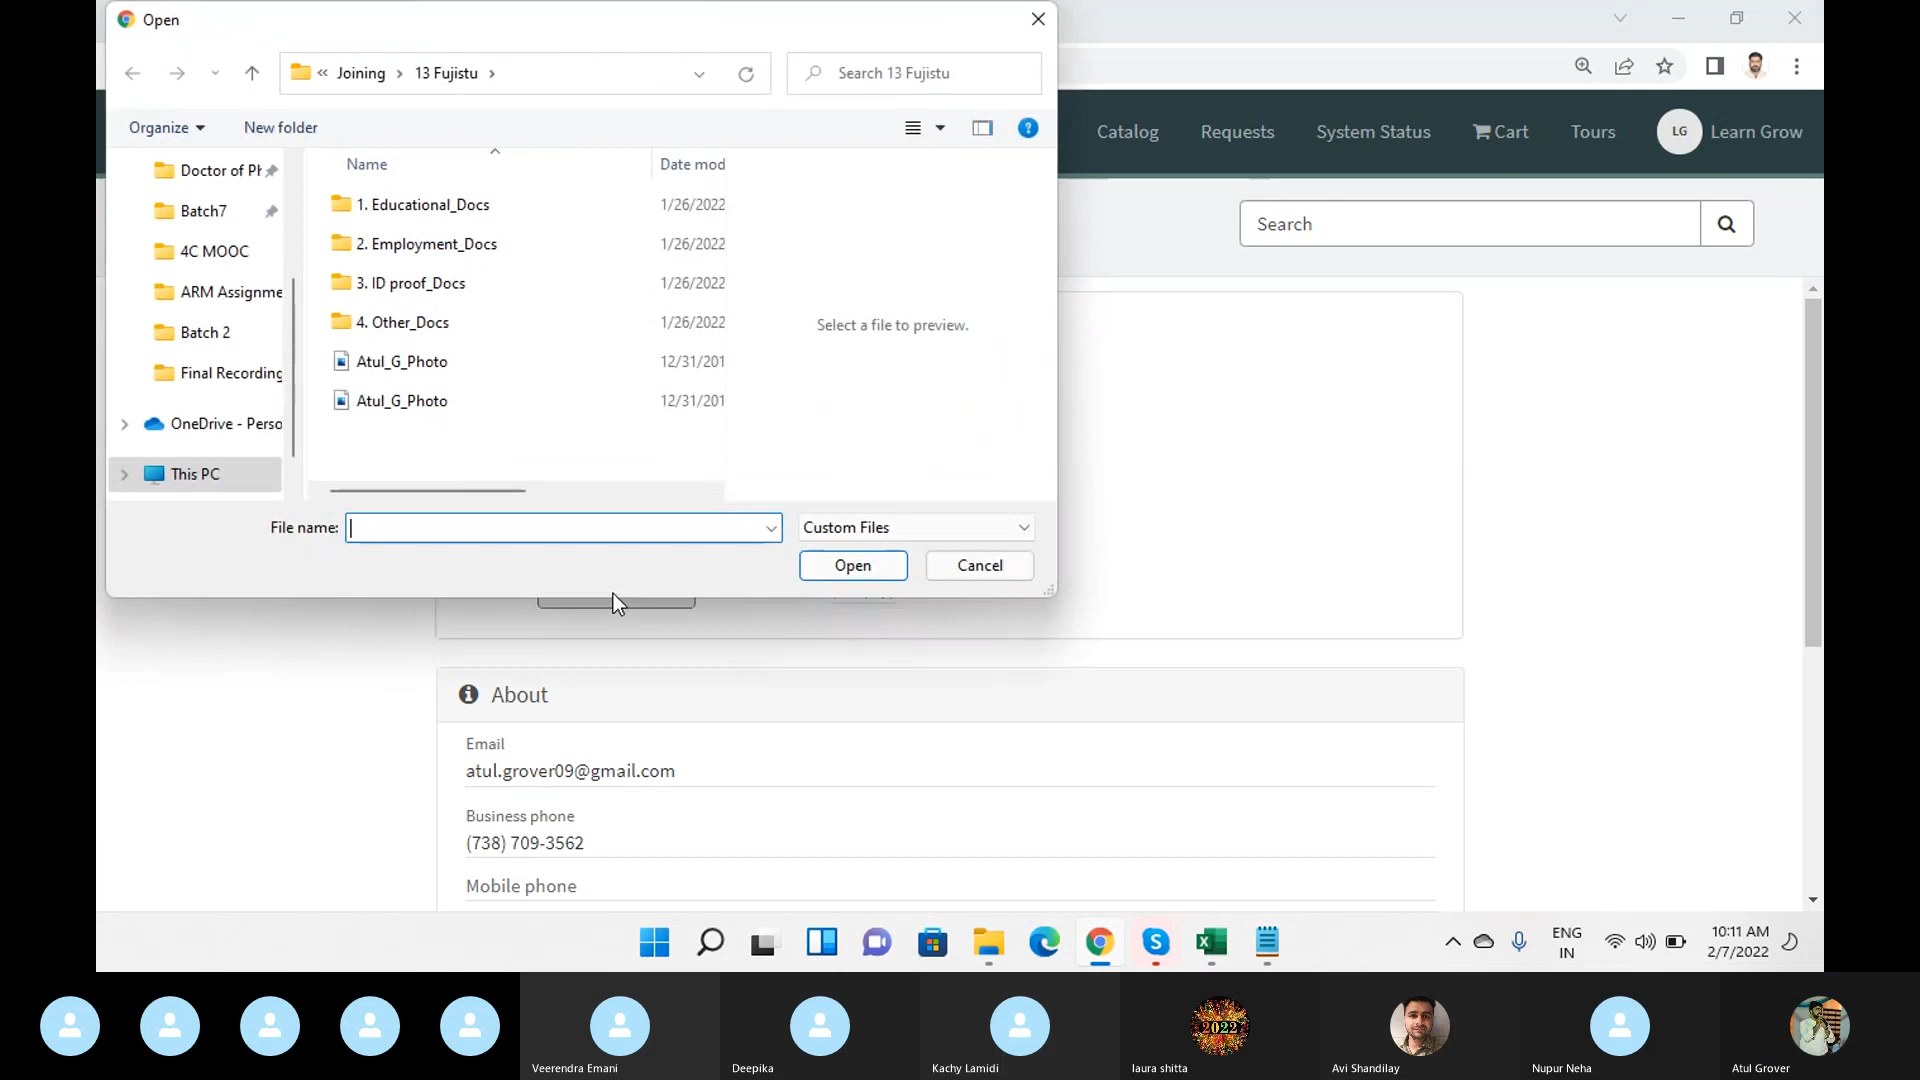 Open
« Joining > 13 Fujistu >
Search 13 Fujistu
Organize
New folder
Name
Date mod
Doctor of Ph
Batch7
4C MOOC
ARM Assignme
Batch 2
Final Recording
OneDrive - Perso
This PC
1. Educational_Docs
1/26/2022
2. Employment_Docs
1/26/2022
3. ID proof_Docs
1/26/2022
4. Other_Docs
1/26/2022
Atul_G_Photo
12/31/201
Atul_G_Photo
12/31/201
Select a file to preview.
File name:
Custom Files
Open
Cancel
Catalog
Requests
System Status
Cart
Tours
LG
Learn Grow
Search
About
Email
atul.grover09@gmail.com
Business phone
(738) 709-3562
Mobile phone
ENG
IN
10:11 AM
2/7/2022
2022
Veerendra Emani
Deepika
Kachy Lamidi
laura shitta
Avi Shandilay
Nupur Neha
Atul Grover